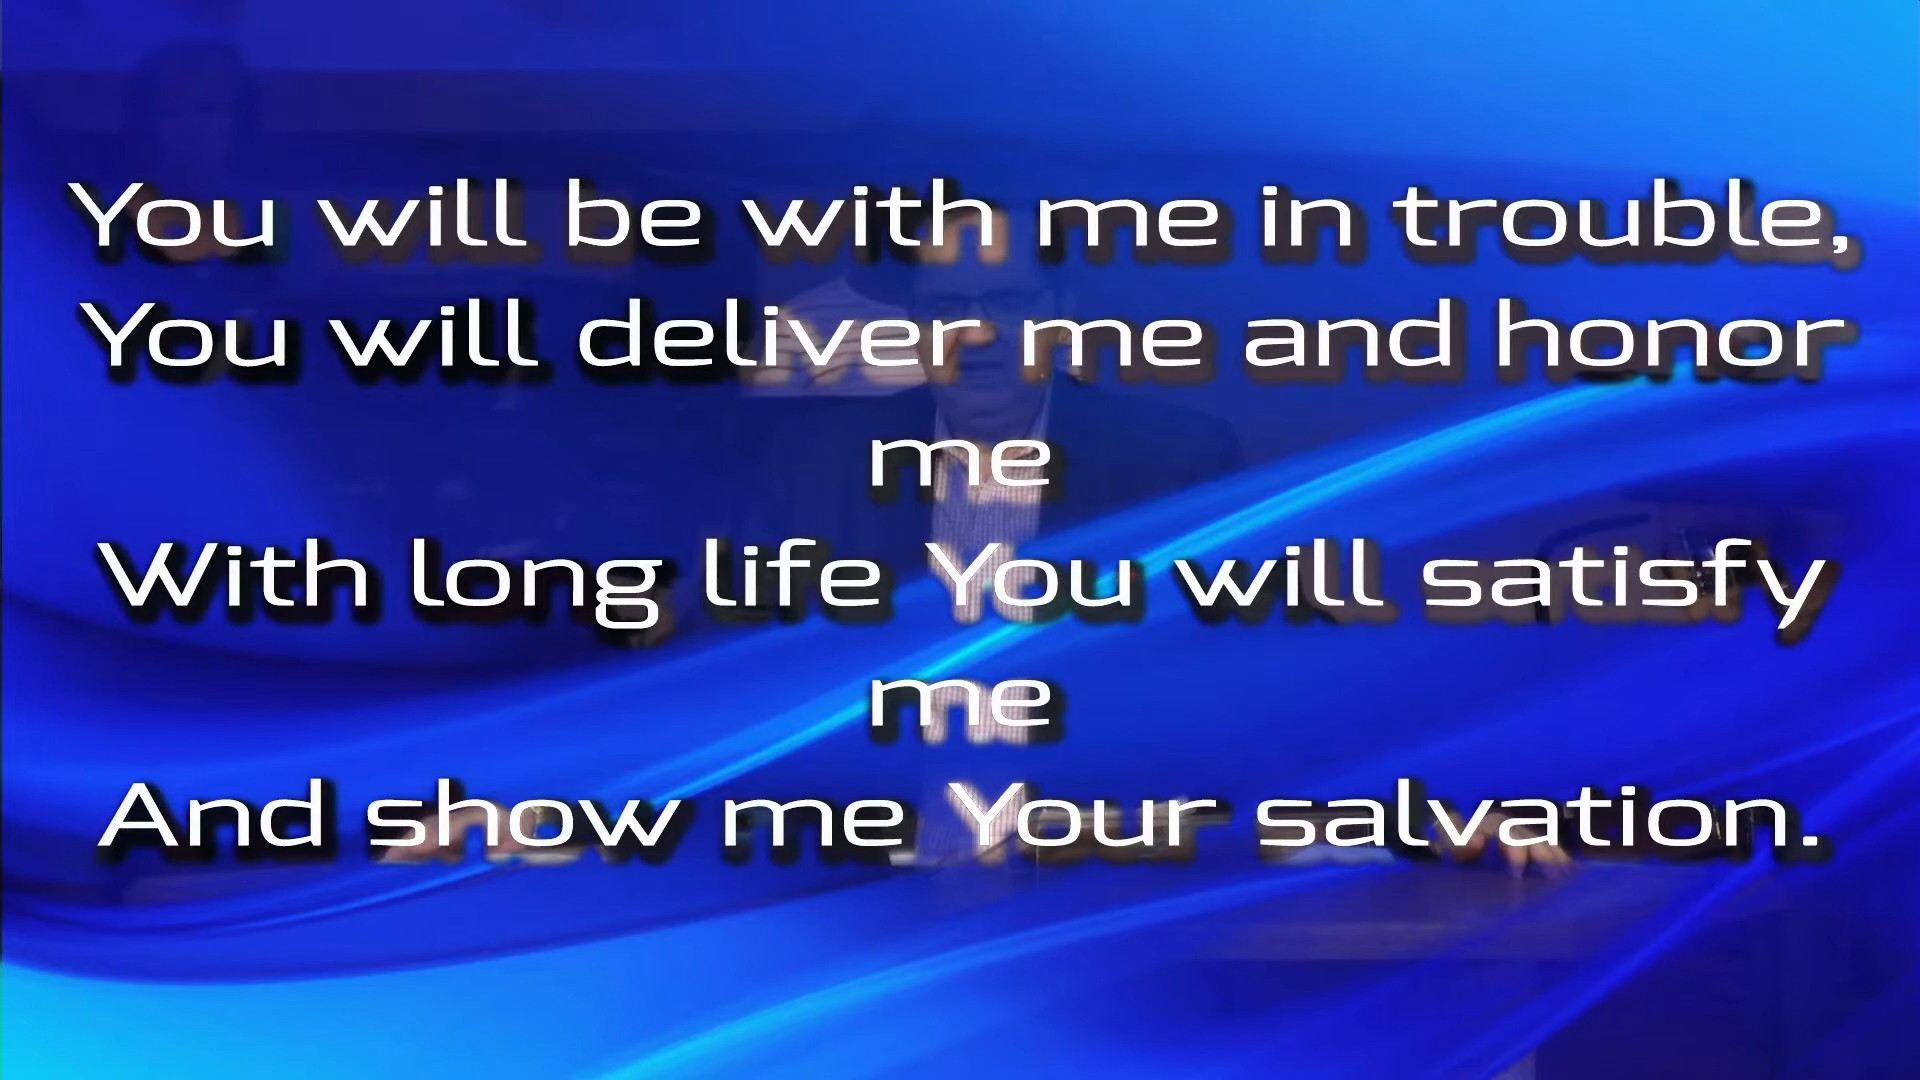 You will be with me in trouble,
You will deliver me and honor
me
With long life You will satisfy
me
And show me Your salvation.